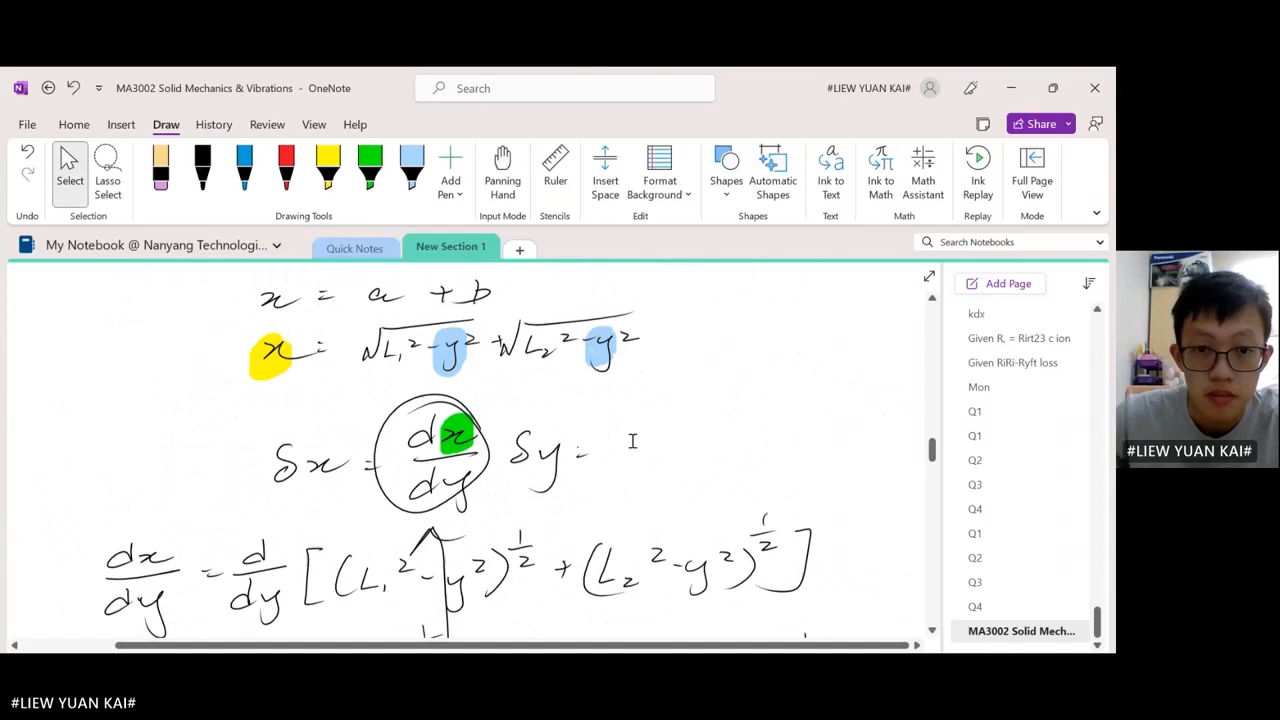 MA3002 Solid Mechanics & Vibrations - OneNote
Search
#LIEW YUAN KAI#
File Home Insert Draw History Review View Help
Share
Select
Lasso Select
Add Pen
Panning Hand
Ruler
Insert Space
Format Background
Shapes
Automatic Shapes
Ink to Text
Ink to Math
Math Assistant
Ink Replay
Full Page View
Undo Selection Drawing Tools Input Mode Stencils Edit Shapes Text Math Replay Mode
My Notebook @ Nanyang Technologi... Quick Notes New Section 1 Search Notebooks
Add Page
kdx
Given R, = Rirt23 c ion
Given RiRi-Ryft loss
Mon
Q1
Q1
Q2
Q3
Q4
Q1
Q2
Q3
Q4
MA3002 Solid Mech...
x = a + b
x = √L₁²-y² + √L₂²-y²
δx = dx/dy δy =
dx/dy = d/dy [(L₁²-y²)^1/2 + (L₂²-y²)^1/2]
#LIEW YUAN KAI#
#LIEW YUAN KAI#